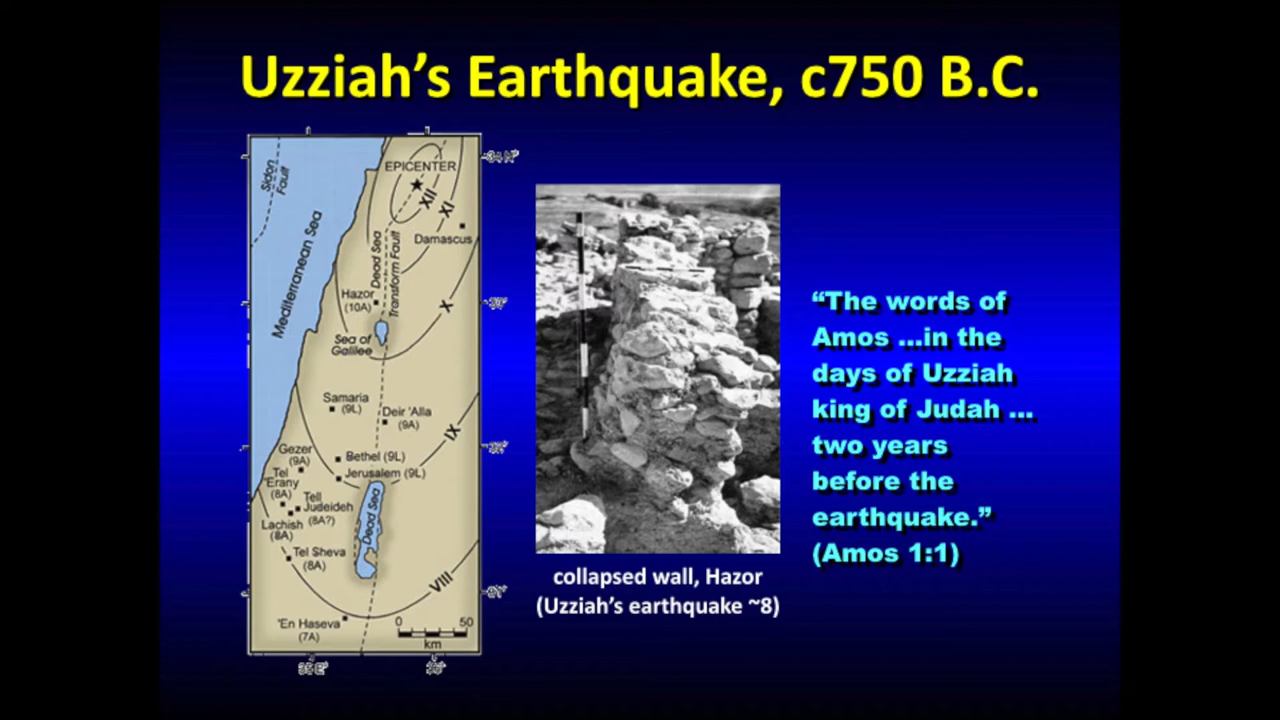 Uzziah’s Earthquake, c750 B.C.
Sidon
Fault
Mediterranean Sea
EPICENTER
XII
XI
Damascus
Dead Sea
Transform Fault
Hazor
(10A)
X
Sea of
Galilee
Samaria
(9L)
Deir 'Alla
(9A)
IX
Gezer
(9A)
Bethel (9L)
Jerusalem (9L)
Tel
Erany
(8A)
Tell
Judeideh
(8A?)
Lachish
(8A)
Dead Sea
Tel Sheva
(8A)
VIII
'En Haseva
(7A)
0 50
km
collapsed wall, Hazor
(Uzziah’s earthquake ~8)
“The words of
Amos ...in the
days of Uzziah
king of Judah ...
two years
before the
earthquake.”
(Amos 1:1)